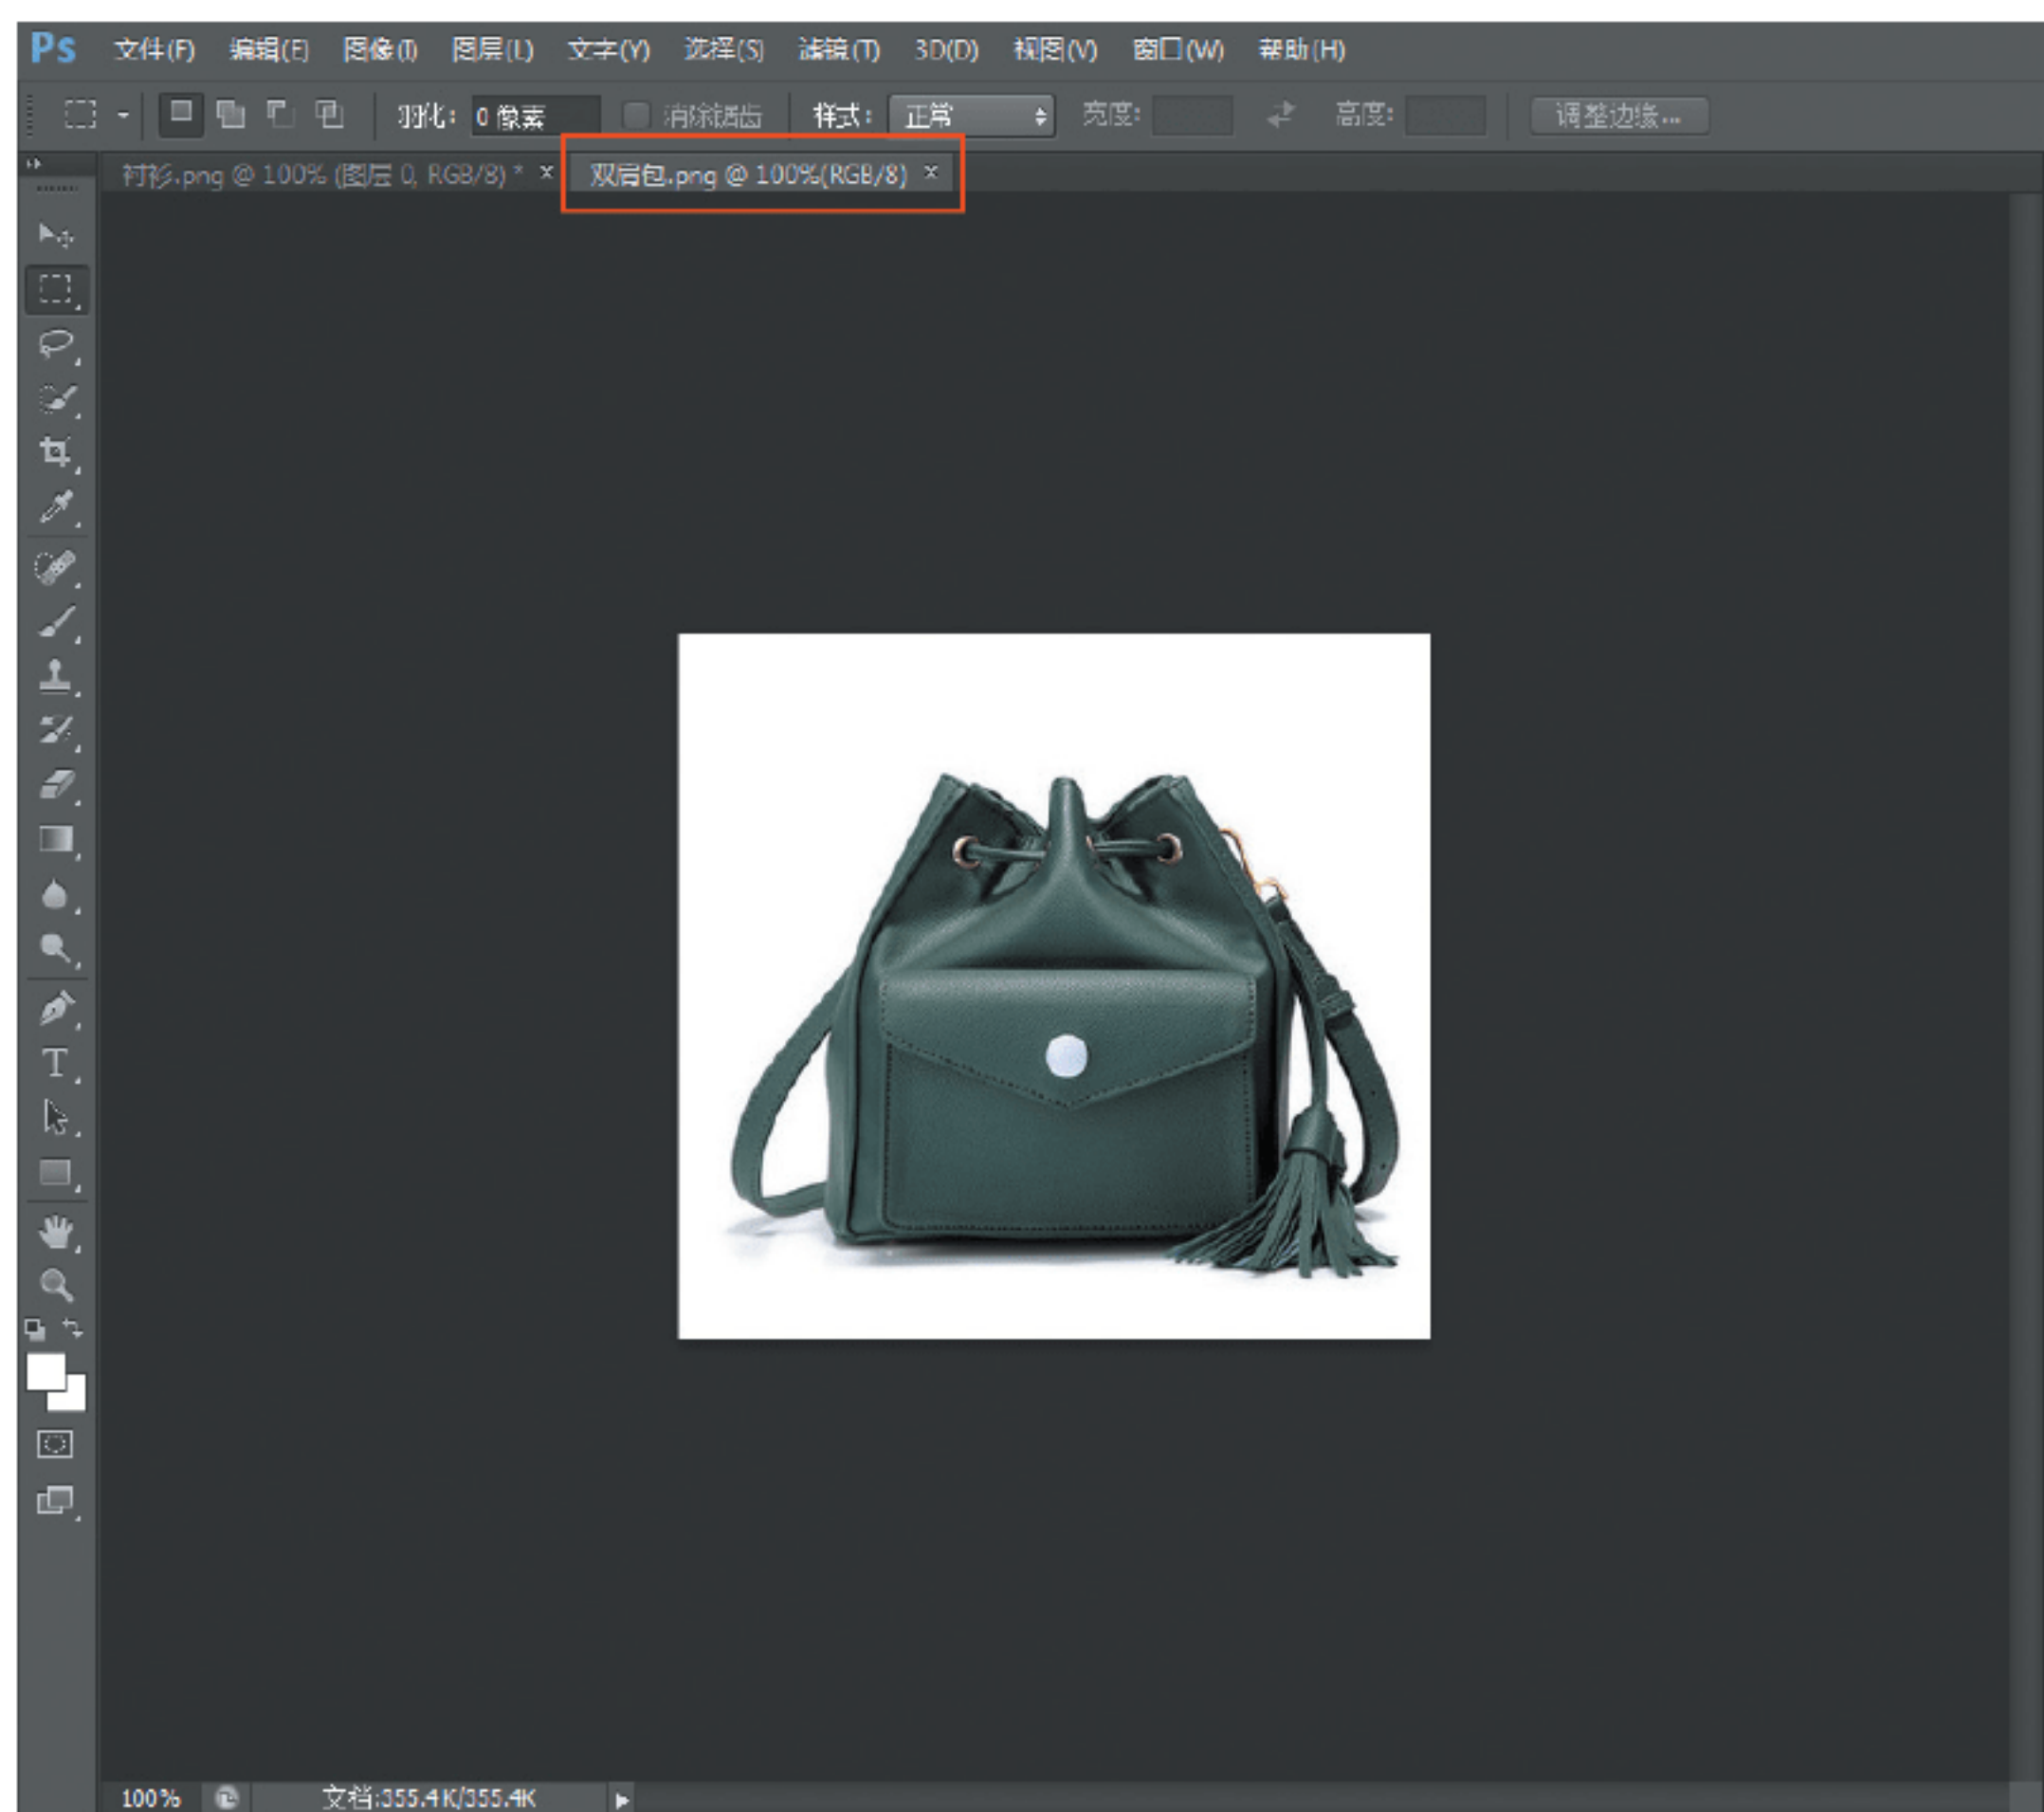 Ps 文件(F) 编辑(E) 图像(I) 图层(L) 文字(Y) 选择(S) 滤镜(T) 3D(D) 视图(V) 窗口(W) 帮助(H)
羽化: 0 像素 消除锯齿 样式: 正常 宽度: 高度: 调整边缘...
衬衫.png @ 100% (图层 0, RGB/8) * × 双肩包.png @ 100%(RGB/8) ×
100% 文档:355.4K/355.4K